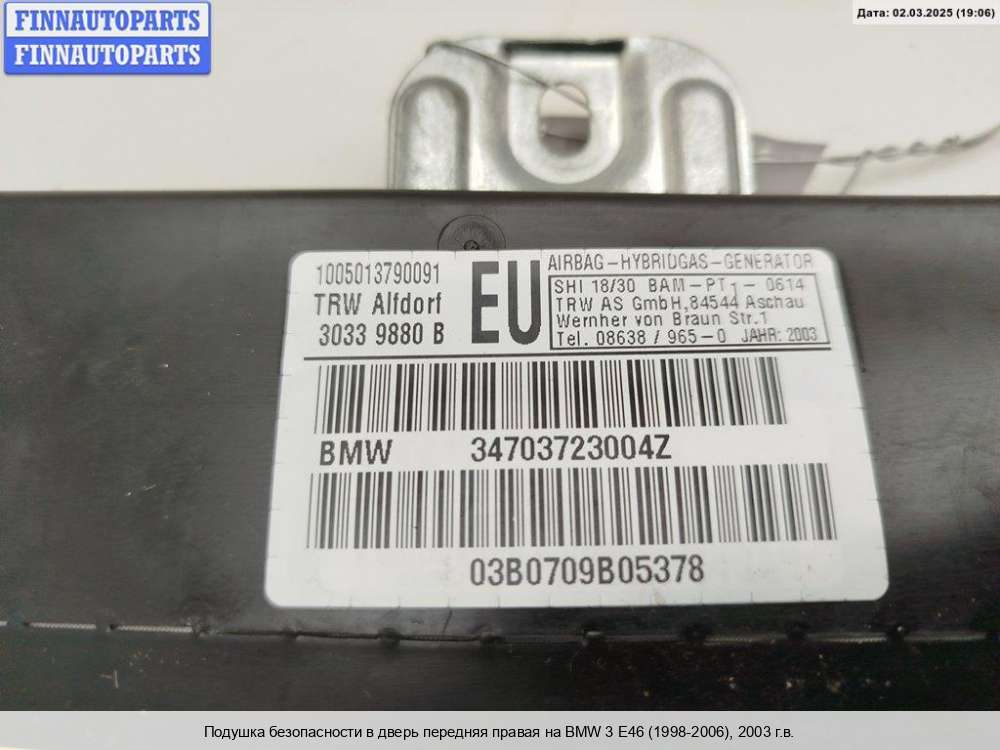 FINNAUTOPARTS
FINNAUTOPARTS
Дата: 02.03.2025 (19:06)
1005013790091
TRW Alfdorf
3033 9880 B
EU
AIRBAG-HYBRIDGAS-GENERATOR
SHI 18/30 BAM-PT1-0614
TRW AS GmbH,84544 Aschau
Wernher von Braun Str.1
Tel. 08638 / 965-0 JAHR: 2003
BMW 34703723004Z
03B0709B05378
Подушка безопасности в дверь передняя правая на BMW 3 E46 (1998-2006), 2003 г.в.